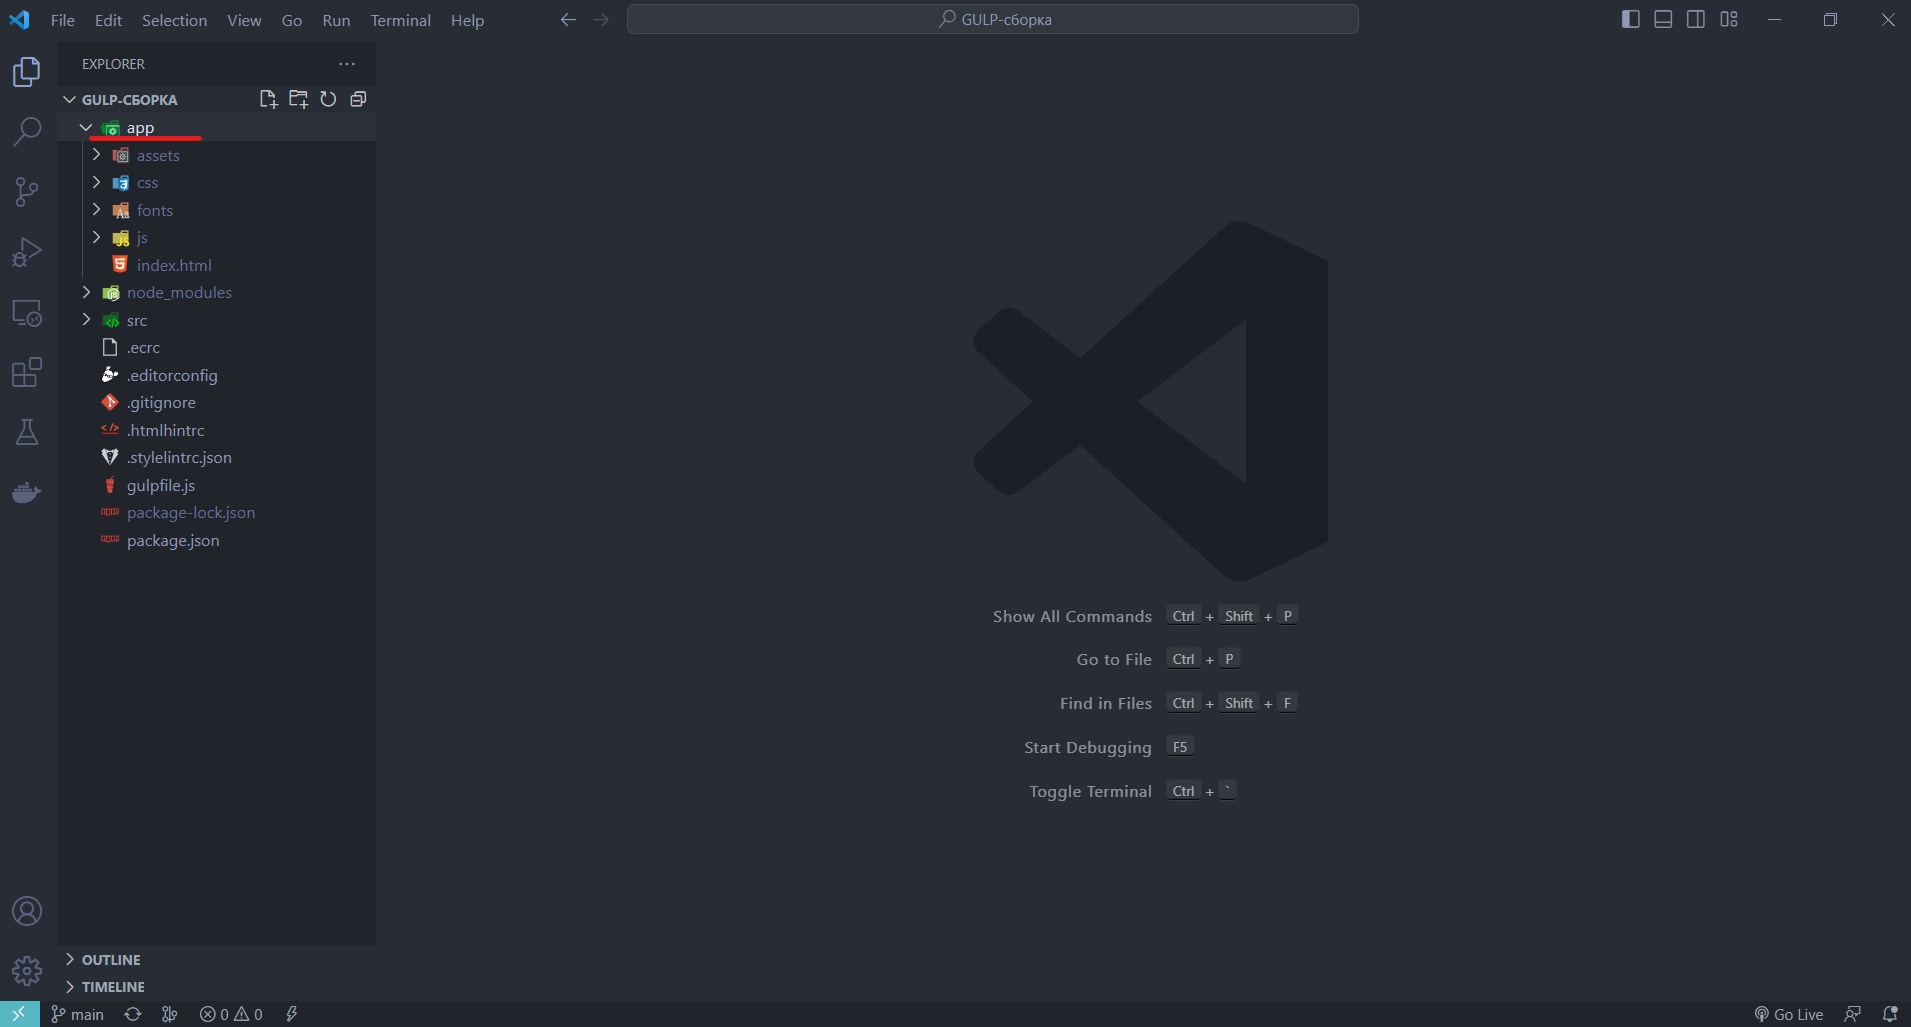 File Edit Selection View Go Run Terminal Help
GULP-сборка
EXPLORER
GULP-СБОРКА
app
assets
css
fonts
js
index.html
node_modules
src
.ecrc
.editorconfig
.gitignore
.htmlhintrc
.stylelintrc.json
gulpfile.js
package-lock.json
package.json
Show All Commands Ctrl + Shift + P
Go to File Ctrl + P
Find in Files Ctrl + Shift + F
Start Debugging F5
Toggle Terminal Ctrl + `
OUTLINE
TIMELINE
main 0 0 Go Live